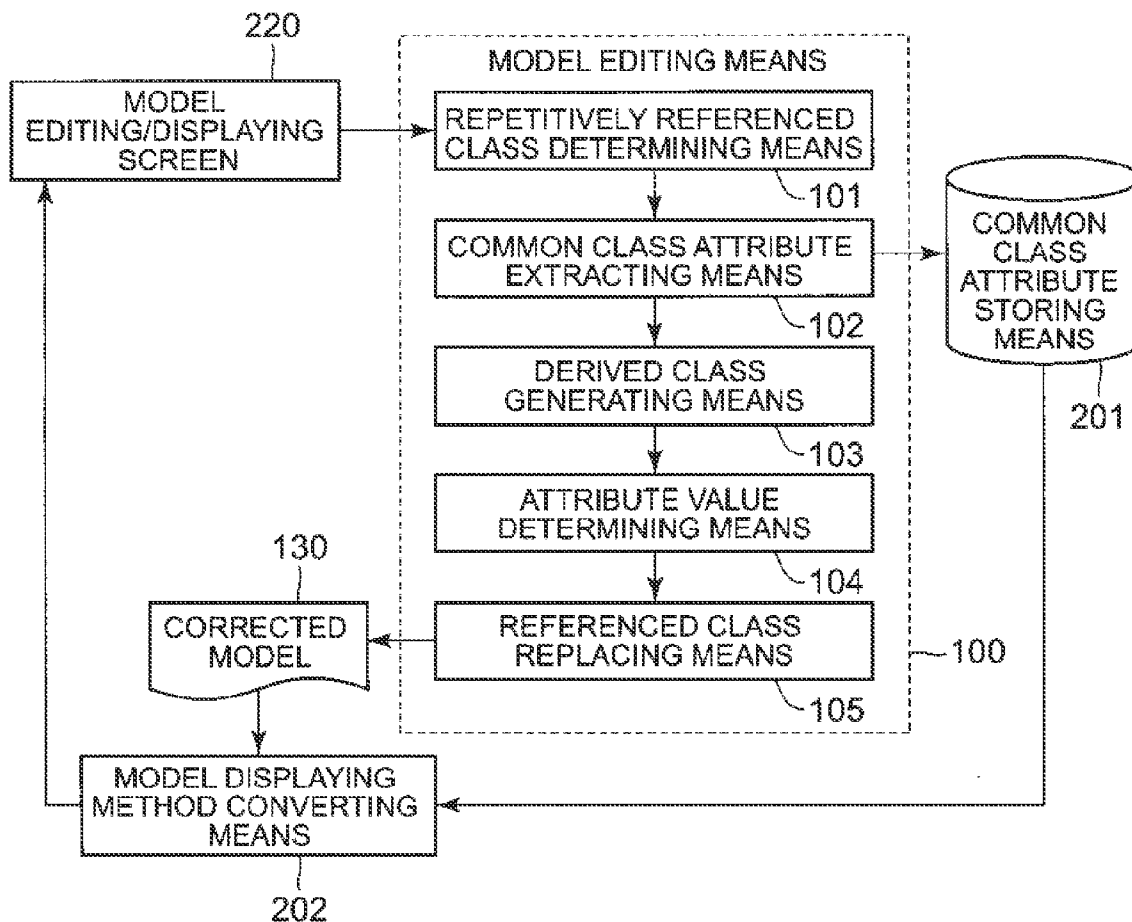 220
MODEL
EDITING/DISPLAYING
SCREEN
MODEL EDITING MEANS
REPETITIVELY REFERENCED
CLASS DETERMINING MEANS
101
COMMON CLASS ATTRIBUTE
EXTRACTING MEANS
102
COMMON
CLASS
ATTRIBUTE
STORING
MEANS
201
DERIVED CLASS
GENERATING MEANS
103
ATTRIBUTE VALUE
DETERMINING MEANS
104
130
CORRECTED
MODEL
REFERENCED CLASS
REPLACING MEANS
105
100
MODEL DISPLAYING
METHOD CONVERTING
MEANS
202